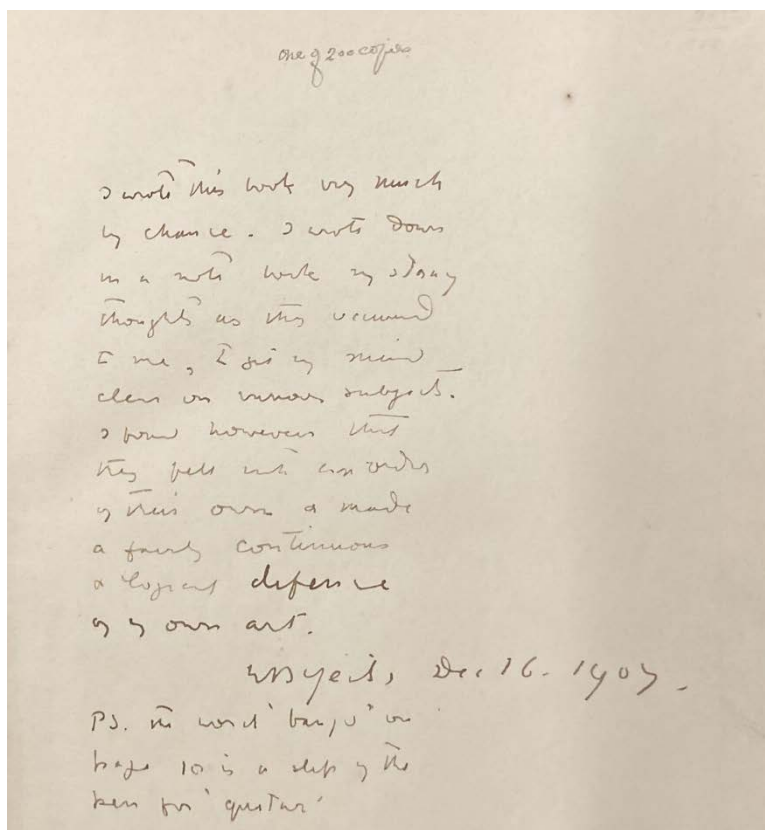 one of 200 copies
I wrote this book very much
by chance. I wrote down
in a note book my stray
thoughts as they occurred
to me, to get my mind
clear on various subjects.
I found however that
they fell into an order
of their own & made
a fairly continuous
& logical defence
of my own art.
WBYeats, Dec 16. 1907.
PS. the word 'banjo' on
page 10 is a slip of the
pen for 'guitar'